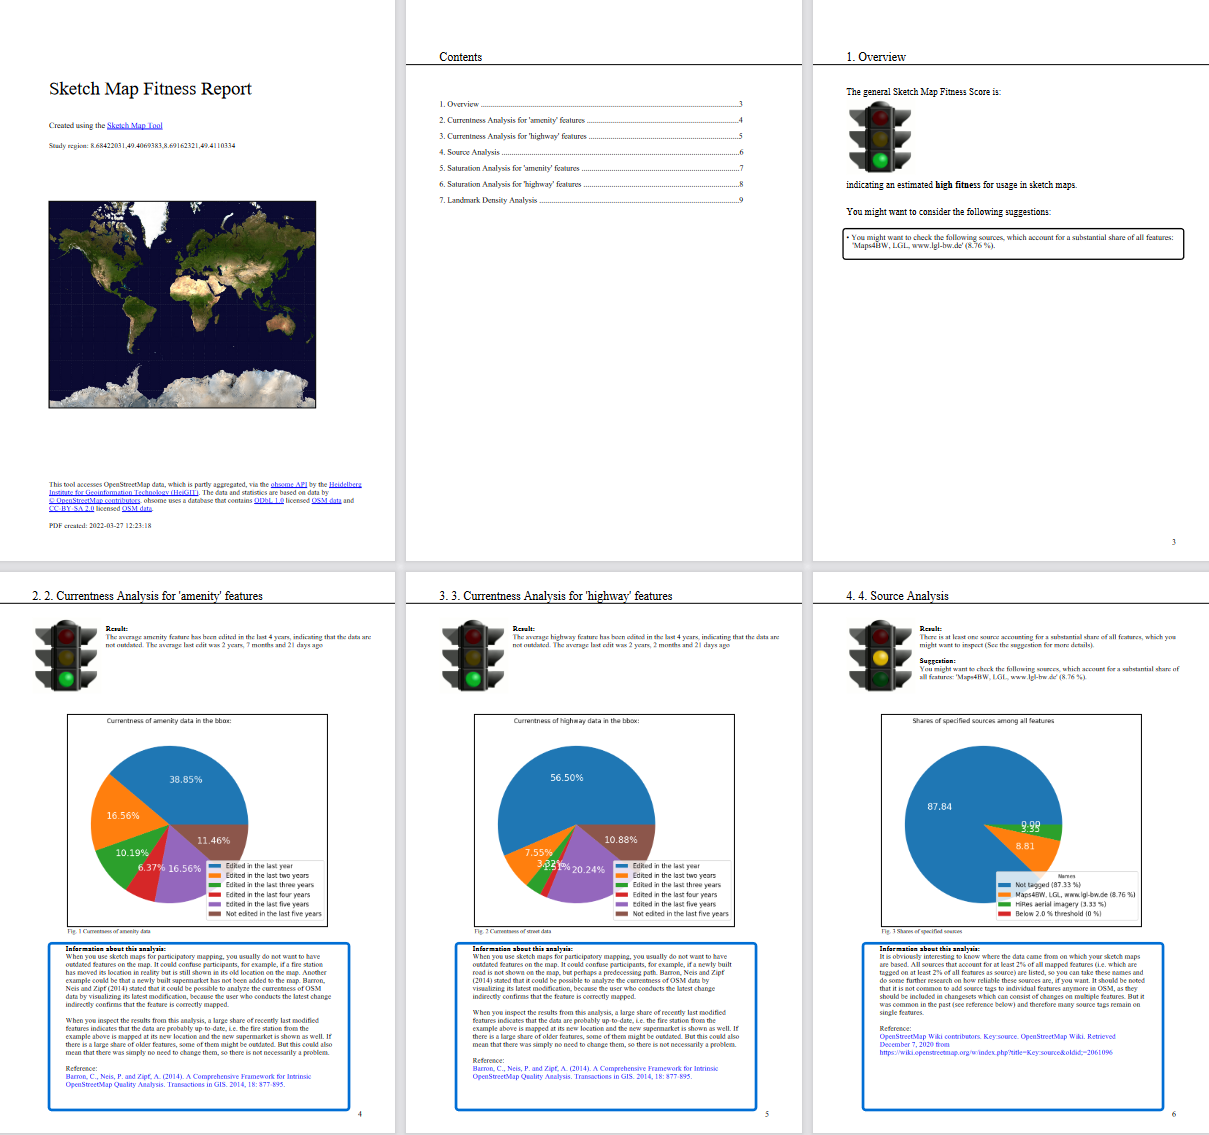 Sketch Map Fitness Report
Created using the Sketch Map Tool
Study region: 8.68422031,49.4069383,8.69162321,49.4110334
This tool accesses OpenStreetMap data, which is partly aggregated, via the ohsome API by the Heidelberg
Institute for Geoinformation Technology (HeiGIT). The data and statistics are based on data by
© OpenStreetMap contributors. ohsome uses a database that contains ODbL 1.0 licensed OSM data and
CC-BY-SA 2.0 licensed OSM data.
PDF created: 2022-03-27 12:23:18
Contents
1. Overview 3
2. Currentness Analysis for 'amenity' features 4
3. Currentness Analysis for 'highway' features 5
4. Source Analysis 6
5. Saturation Analysis for 'amenity' features 7
6. Saturation Analysis for 'highway' features 8
7. Landmark Density Analysis 9
1. Overview
The general Sketch Map Fitness Score is:
indicating an estimated high fitness for usage in sketch maps.
You might want to consider the following suggestions:
• You might want to check the following sources, which account for a substantial share of all features:
'Maps4BW, LGL, www.lgl-bw.de' (8.76 %).
3
2. 2. Currentness Analysis for 'amenity' features
Result:
The average amenity feature has been edited in the last 4 years, indicating that the data are
not outdated. The average last edit was 2 years, 7 months and 21 days ago
Currentness of amenity data in the bbox:
38.85%
16.56%
10.19%
6.37%
16.56%
11.46%
Edited in the last year
Edited in the last two years
Edited in the last three years
Edited in the last four years
Edited in the last five years
Not edited in the last five years
Fig. 1 Currentness of amenity data
Information about this analysis:
When you use sketch maps for participatory mapping, you usually do not want to have
outdated features on the map. It could confuse participants, for example, if a fire station
has moved its location in reality but is still shown in its old location on the map. Another
example could be that a newly built supermarket has not been added to the map. Barron,
Neis and Zipf (2014) stated that it could be possible to analyze the currentness of OSM
data by visualizing its latest modification, because the user who conducts the latest change
indirectly confirms that the feature is correctly mapped.
When you inspect the results from this analysis, a large share of recently last modified
features indicates that the data are probably up-to-date, i.e. the fire station from the
example above is mapped at its new location and the new supermarket is shown as well. If
there is a large share of older features, some of them might be outdated. But this could also
mean that there was simply no need to change them, so there is not necessarily a problem.
Reference:
Barron, C., Neis, P. and Zipf, A. (2014). A Comprehensive Framework for Intrinsic
OpenStreetMap Quality Analysis. Transactions in GIS. 2014, 18: 877-895.
4
3. 3. Currentness Analysis for 'highway' features
Result:
The average highway feature has been edited in the last 4 years, indicating that the data are
not outdated. The average last edit was 2 years, 2 months and 21 days ago
Currentness of highway data in the bbox:
56.50%
7.55%
3.32%
20.24%
10.88%
Edited in the last year
Edited in the last two years
Edited in the last three years
Edited in the last four years
Edited in the last five years
Not edited in the last five years
Fig. 2 Currentness of street data
Information about this analysis:
When you use sketch maps for participatory mapping, you usually do not want to have
outdated features on the map. It could confuse participants, for example, if a newly built
road is not shown on the map, but perhaps a predecessing path. Barron, Neis and Zipf
(2014) stated that it could be possible to analyze the currentness of OSM data by
visualizing its latest modification, because the user who conducts the latest change
indirectly confirms that the feature is correctly mapped.
When you inspect the results from this analysis, a large share of recently last modified
features indicates that the data are probably up-to-date, i.e. the fire station from the
example above is mapped at its new location and the new supermarket is shown as well. If
there is a large share of older features, some of them might be outdated. But this could also
mean that there was simply no need to change them, so there is not necessarily a problem.
Reference:
Barron, C., Neis, P. and Zipf, A. (2014). A Comprehensive Framework for Intrinsic
OpenStreetMap Quality Analysis. Transactions in GIS. 2014, 18: 877-895.
5
4. 4. Source Analysis
Result:
There is at least one source accounting for a substantial share of all features, which you
might want to inspect (See the suggestion for more details).
Suggestion:
You might want to check the following sources, which account for a substantial share of
all features: 'Maps4BW, LGL, www.lgl-bw.de' (8.76 %).
Shares of specified sources among all features
87.84
0.00
3.35
8.81
Names
Not tagged (87.33 %)
Maps4BW, LGL, www.lgl-bw.de (8.76 %)
HiRes aerial imagery (3.33 %)
Below 2.0 % threshold (0 %)
Fig. 3 Shares of specified sources
Information about this analysis:
It is obviously interesting to know where the data came from on which your sketch maps
are based. All sources that account for at least 2% of all mapped features (i.e. which are
tagged on at least 2% of all features as source) are listed, so you can take these names and
do some further research on how reliable these sources are, if you want. It should be noted
that it is not common to add source tags to individual features anymore in OSM, as they
should be included in changesets which can consist of changes on multiple features. But it
was common in the past (see reference below) and therefore many source tags remain on
single features.
Reference:
OpenStreetMap Wiki contributors. Key:source. OpenStreetMap Wiki. Retrieved
December 7, 2020 from
https://wiki.openstreetmap.org/w/index.php?title=Key:source&oldid;=2061096
6